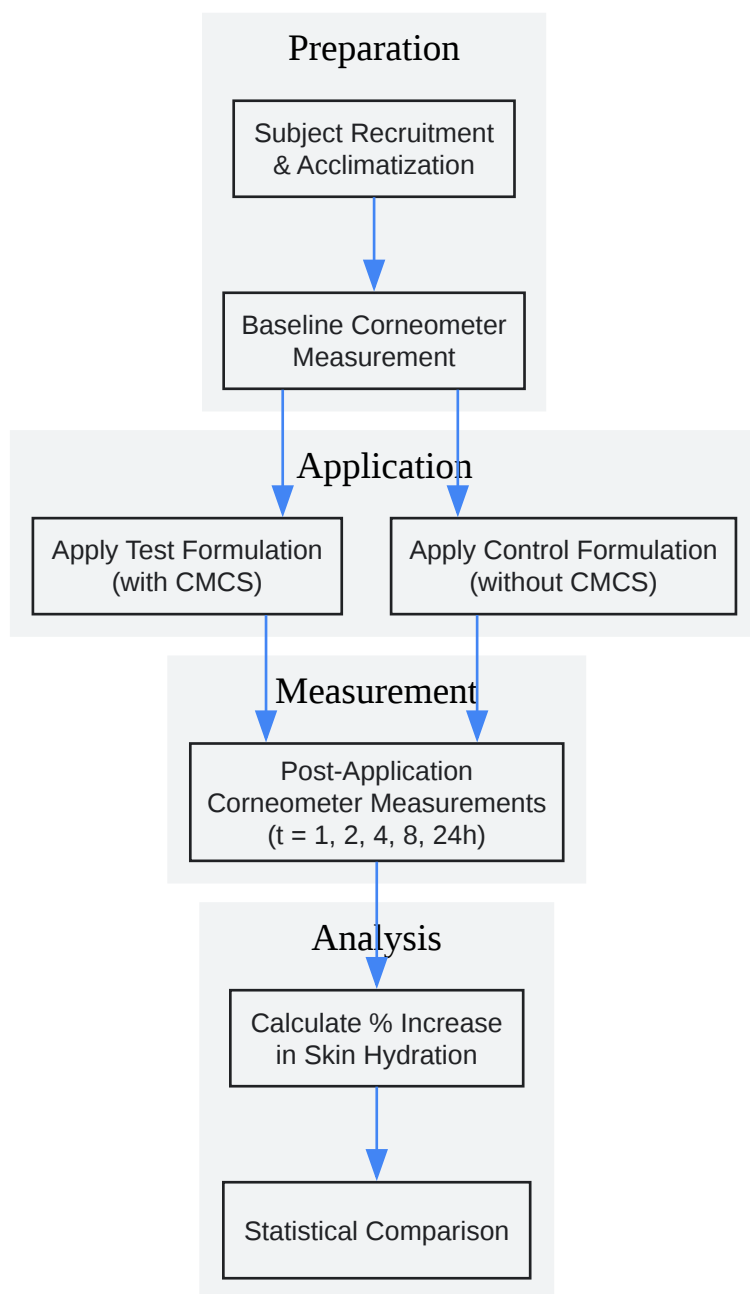 Preparation
Subject Recruitment
& Acclimatization
Baseline Corneometer
Measurement
Application
Apply Test Formulation
(with CMCS)
Apply Control Formulation
(without CMCS)
Measurement
Post-Application
Corneometer Measurements
(t = 1, 2, 4, 8, 24h)
Analysis
Calculate % Increase
in Skin Hydration
Statistical Comparison